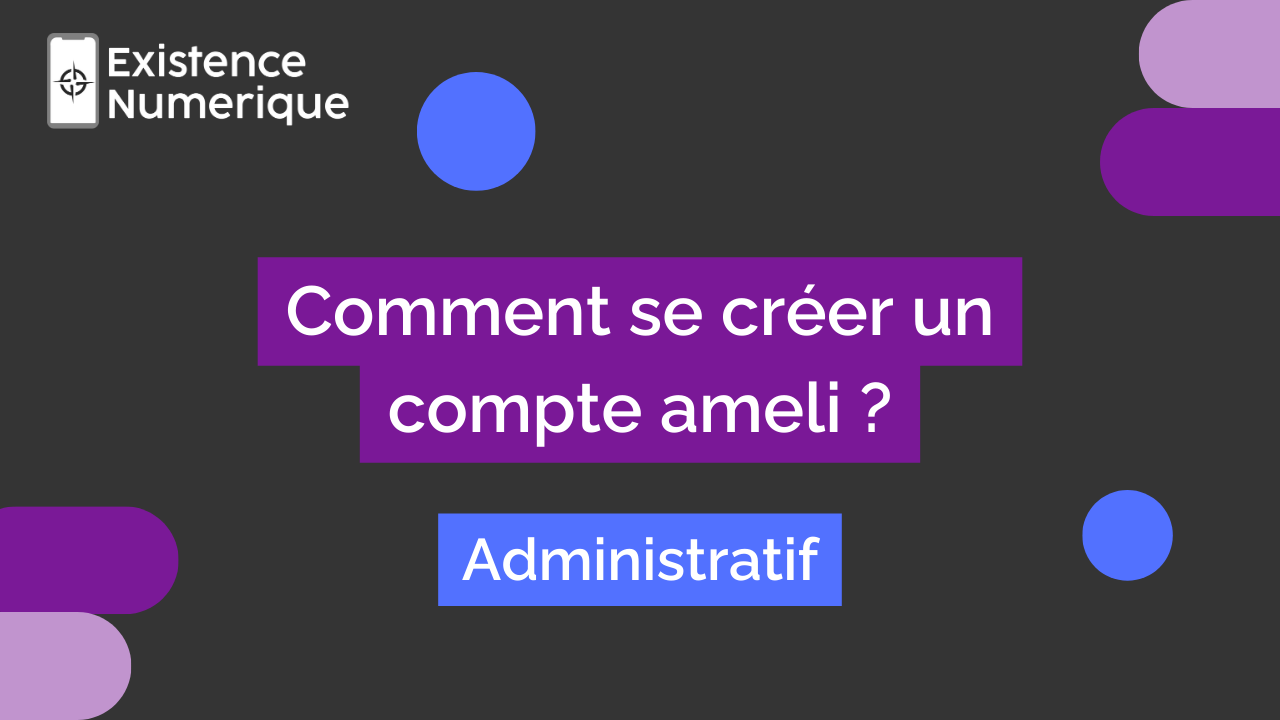 Existence
Numerique
Comment se créer un
compte ameli ?
Administratif